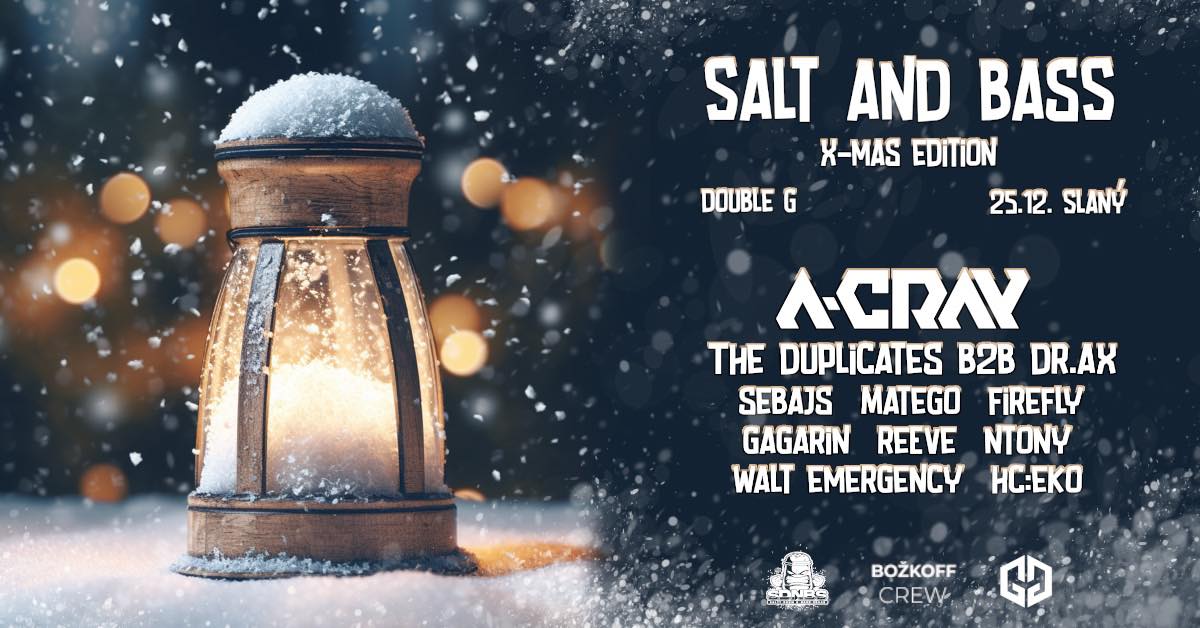 SALT AND BASS
X-MAS EDITION
DOUBLE G 25.12. SLANÝ
A-CRAY
THE DUPLICATES B2B DR.AX
SEBAJS MATEGO FIREFLY
GAGARIN REEVE NTONY
WALT EMERGENCY HC:EKO
SDNBS
BOŽKOFF
CREW